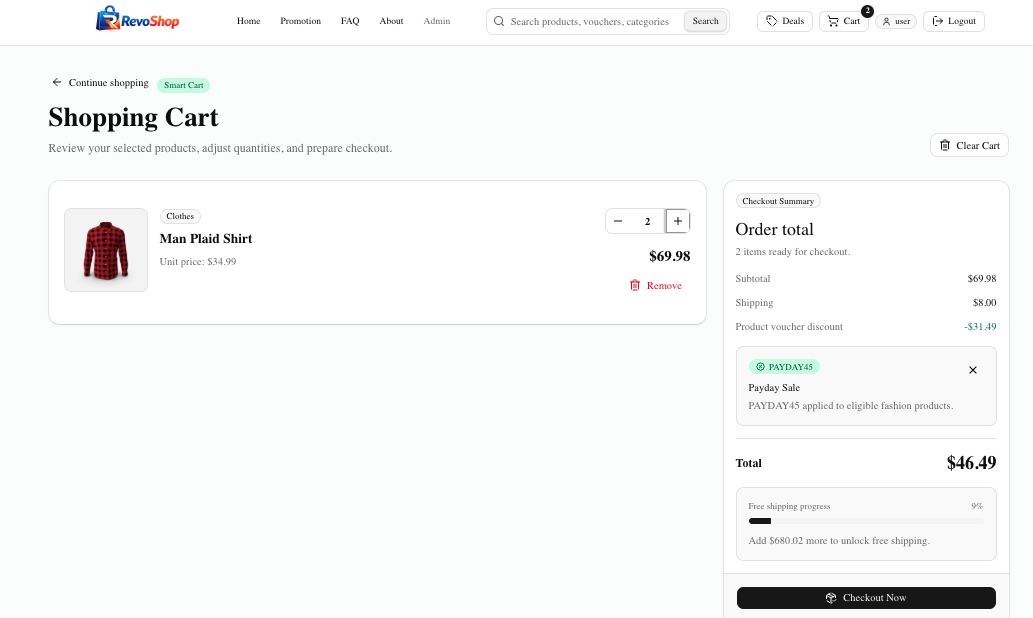 RevoShop
Home Promotion FAQ About Admin
Search products, vouchers, categories Search
Deals Cart 2 user Logout
Continue shopping Smart Cart
Shopping Cart
Review your selected products, adjust quantities, and prepare checkout.
Clear Cart
Clothes
Man Plaid Shirt
Unit price: $34.99
− 2 +
$69.98
Remove
Checkout Summary
Order total
2 items ready for checkout.
Subtotal $69.98
Shipping $8.00
Product voucher discount -$31.49
PAYDAY45
Payday Sale
PAYDAY45 applied to eligible fashion products.
Total $46.49
Free shipping progress 9%
Add $680.02 more to unlock free shipping.
Checkout Now